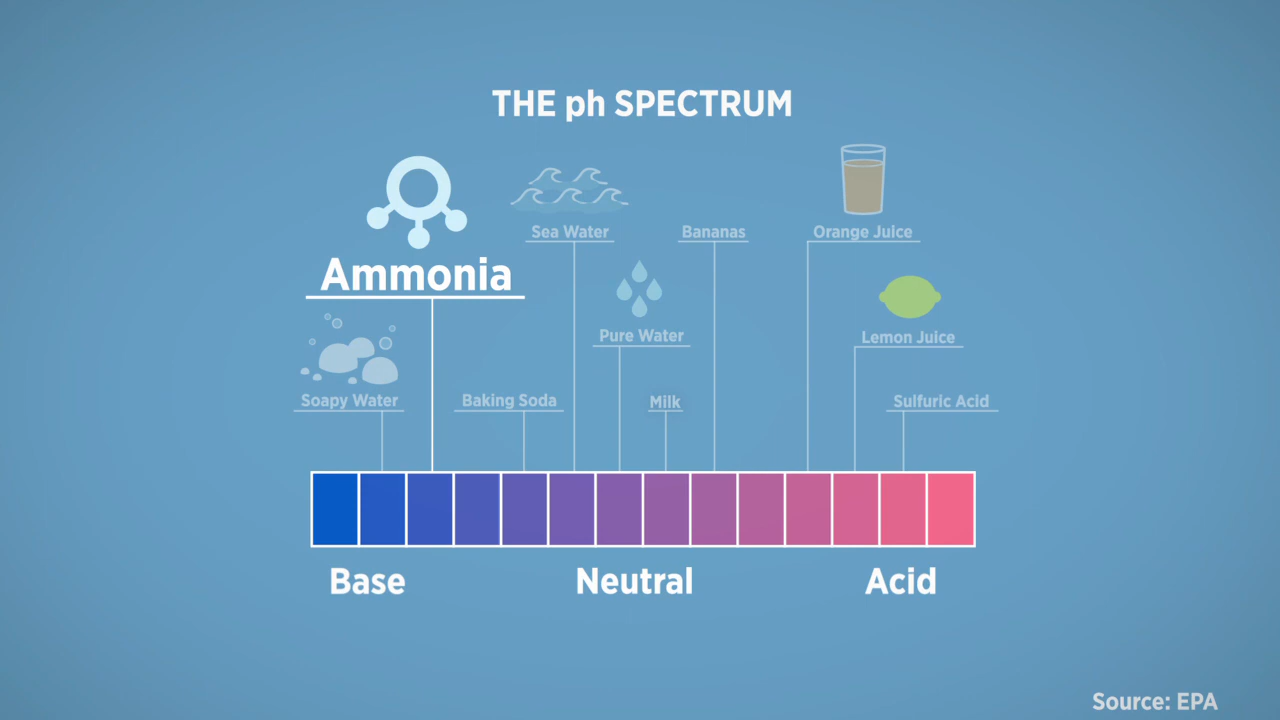 THE ph SPECTRUM
Sea Water
Bananas
Orange Juice
Ammonia
Pure Water
Lemon Juice
Soapy Water
Baking Soda
Milk
Sulfuric Acid
Base
Neutral
Acid
Source: EPA